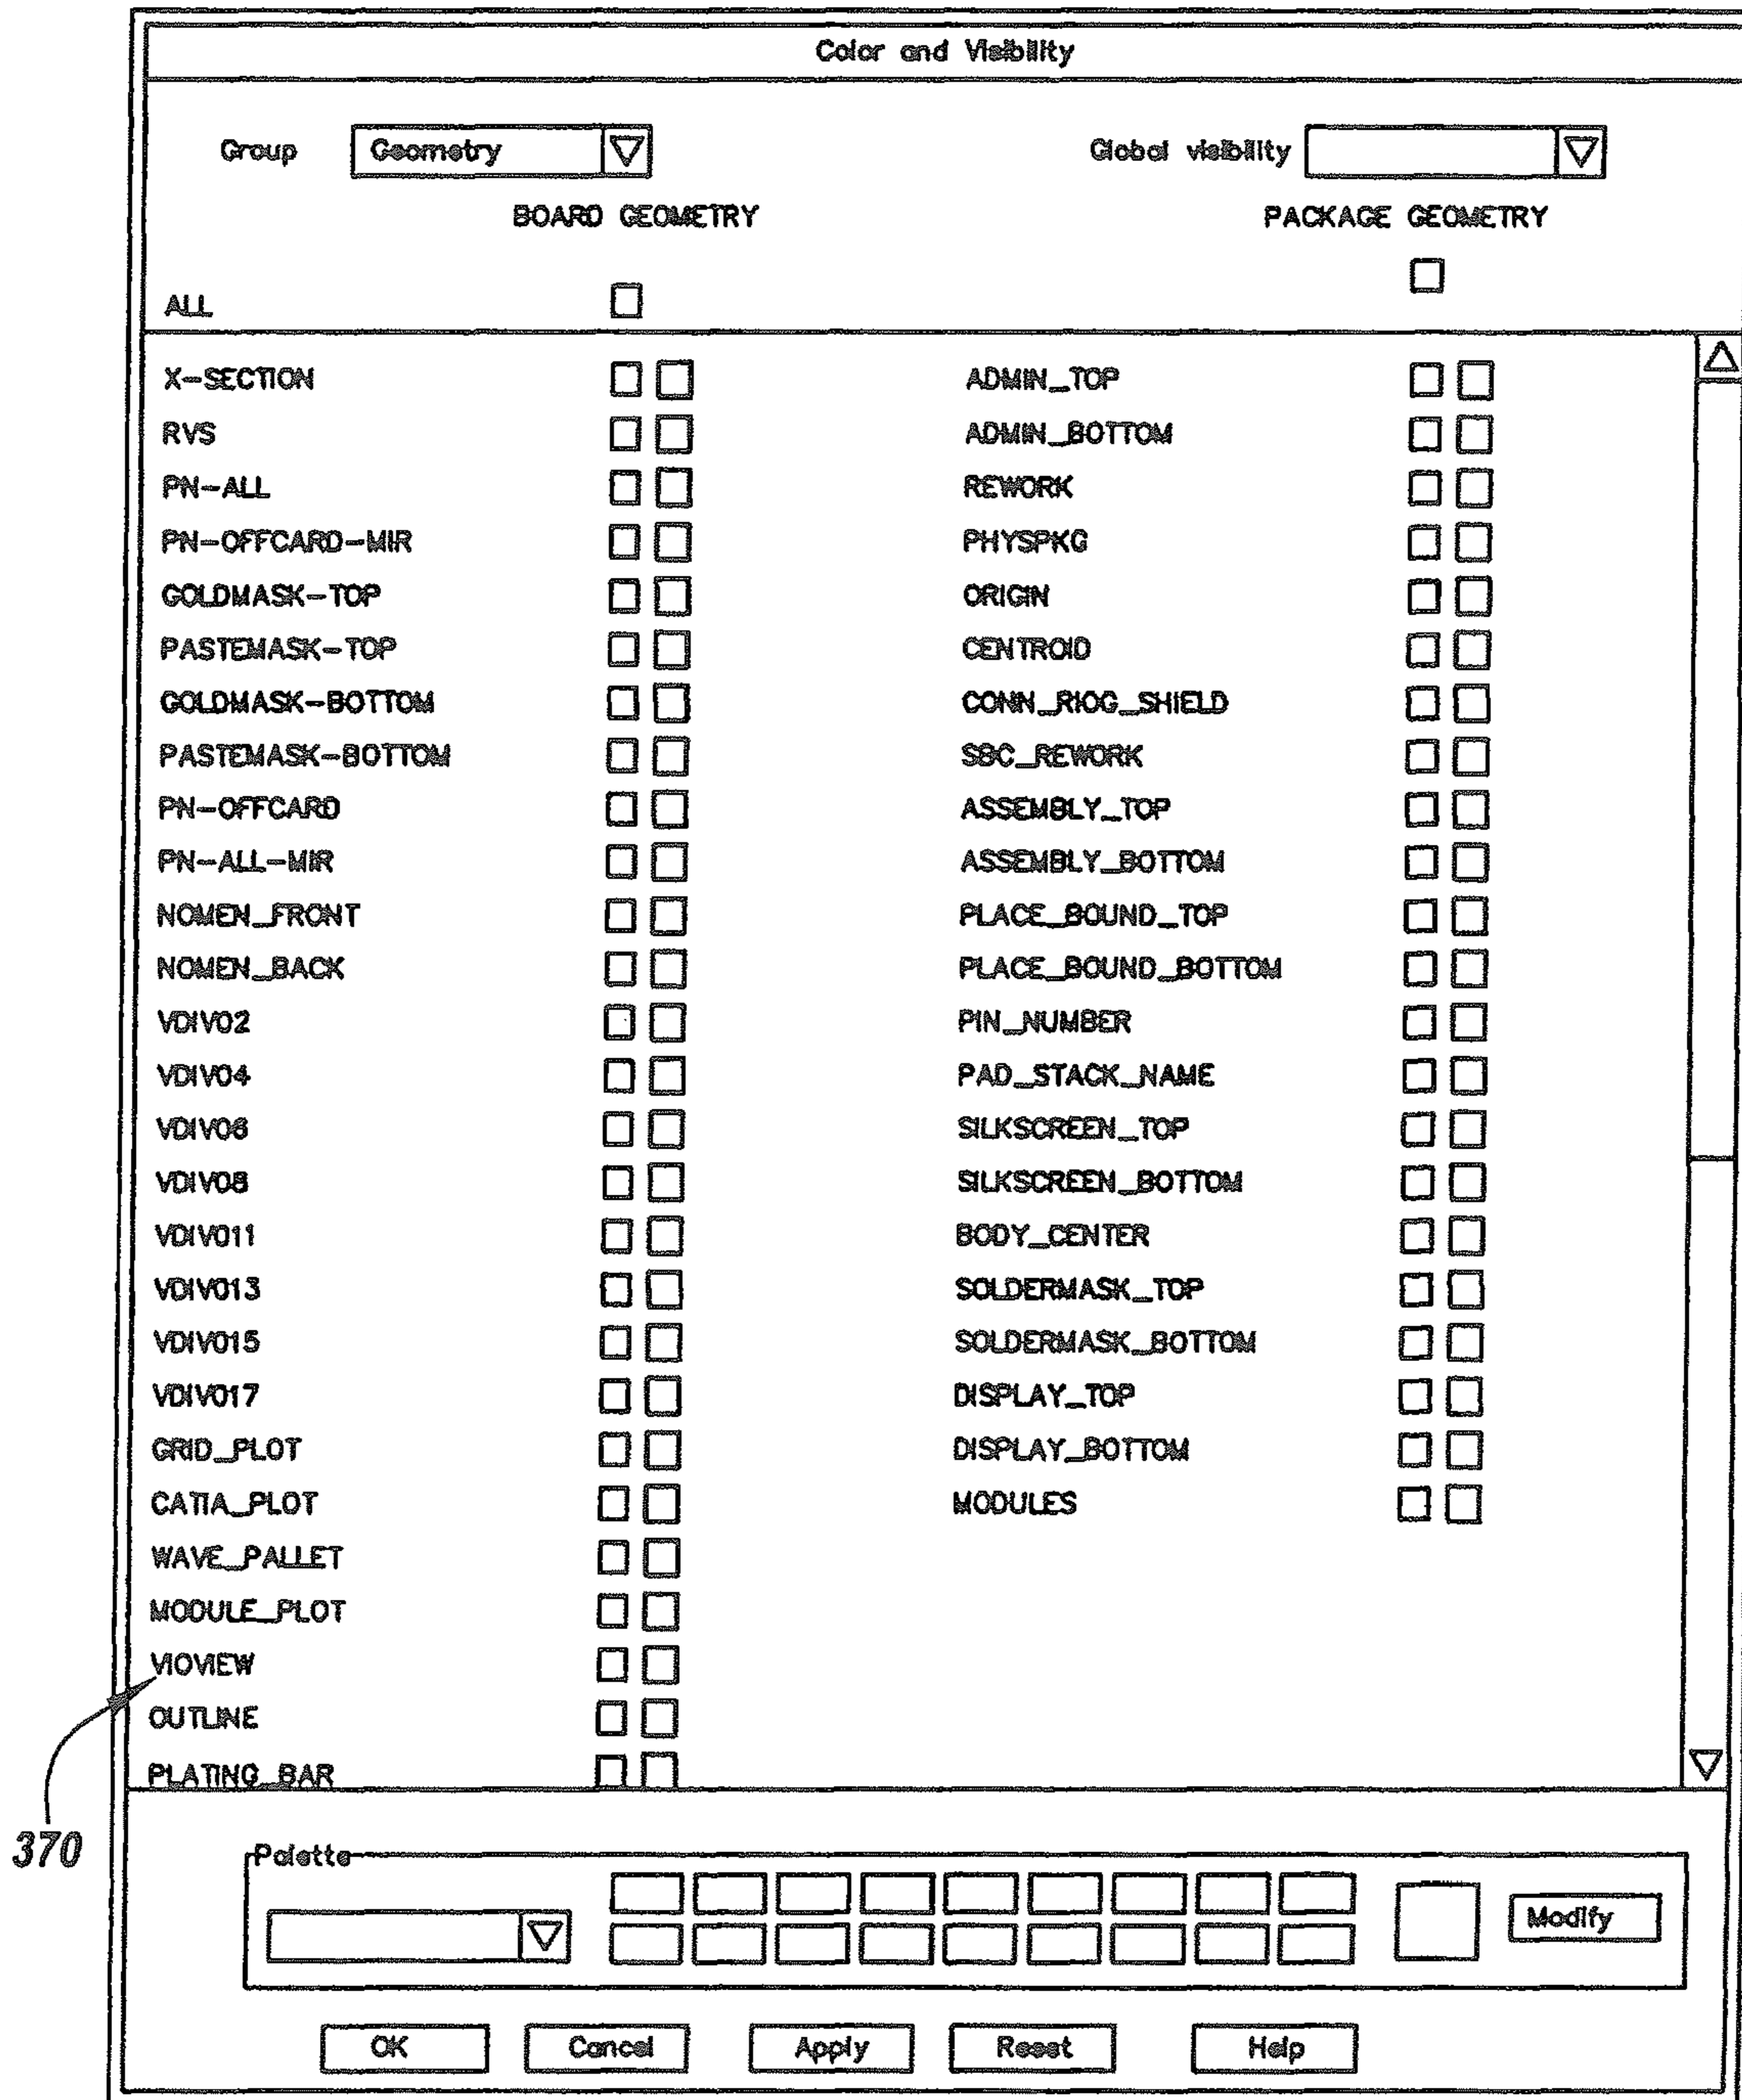 Color and Visibility
Group Geometry Global visibility
BOARD GEOMETRY PACKAGE GEOMETRY
ALL
X-SECTION ADMIN_TOP
RVS ADMIN_BOTTOM
PN-ALL REWORK
PN-OFFCARD-MIR PHYSPKG
GOLDMASK-TOP ORIGIN
PASTEMASK-TOP CENTROID
GOLDMASK-BOTTOM CONN_RIOG_SHIELD
PASTEMASK-BOTTOM SBC_REWORK
PN-OFFCARD ASSEMBLY_TOP
PN-ALL-MIR ASSEMBLY_BOTTOM
NOMEN_FRONT PLACE_BOUND_TOP
NOMEN_BACK PLACE_BOUND_BOTTOM
VDIV02 PIN_NUMBER
VDIV04 PAD_STACK_NAME
VDIV06 SILKSCREEN_TOP
VDIV08 SILKSCREEN_BOTTOM
VDIV011 BODY_CENTER
VDIV013 SOLDERMASK_TOP
VDIV015 SOLDERMASK_BOTTOM
VDIV017 DISPLAY_TOP
GRID_PLOT DISPLAY_BOTTOM
CATIA_PLOT MODULES
WAVE_PALLET
MODULE_PLOT
VIOVIEW
OUTLINE
PLATING_BAR
370
Palette
Modify
OK Cancel Apply Reset Help